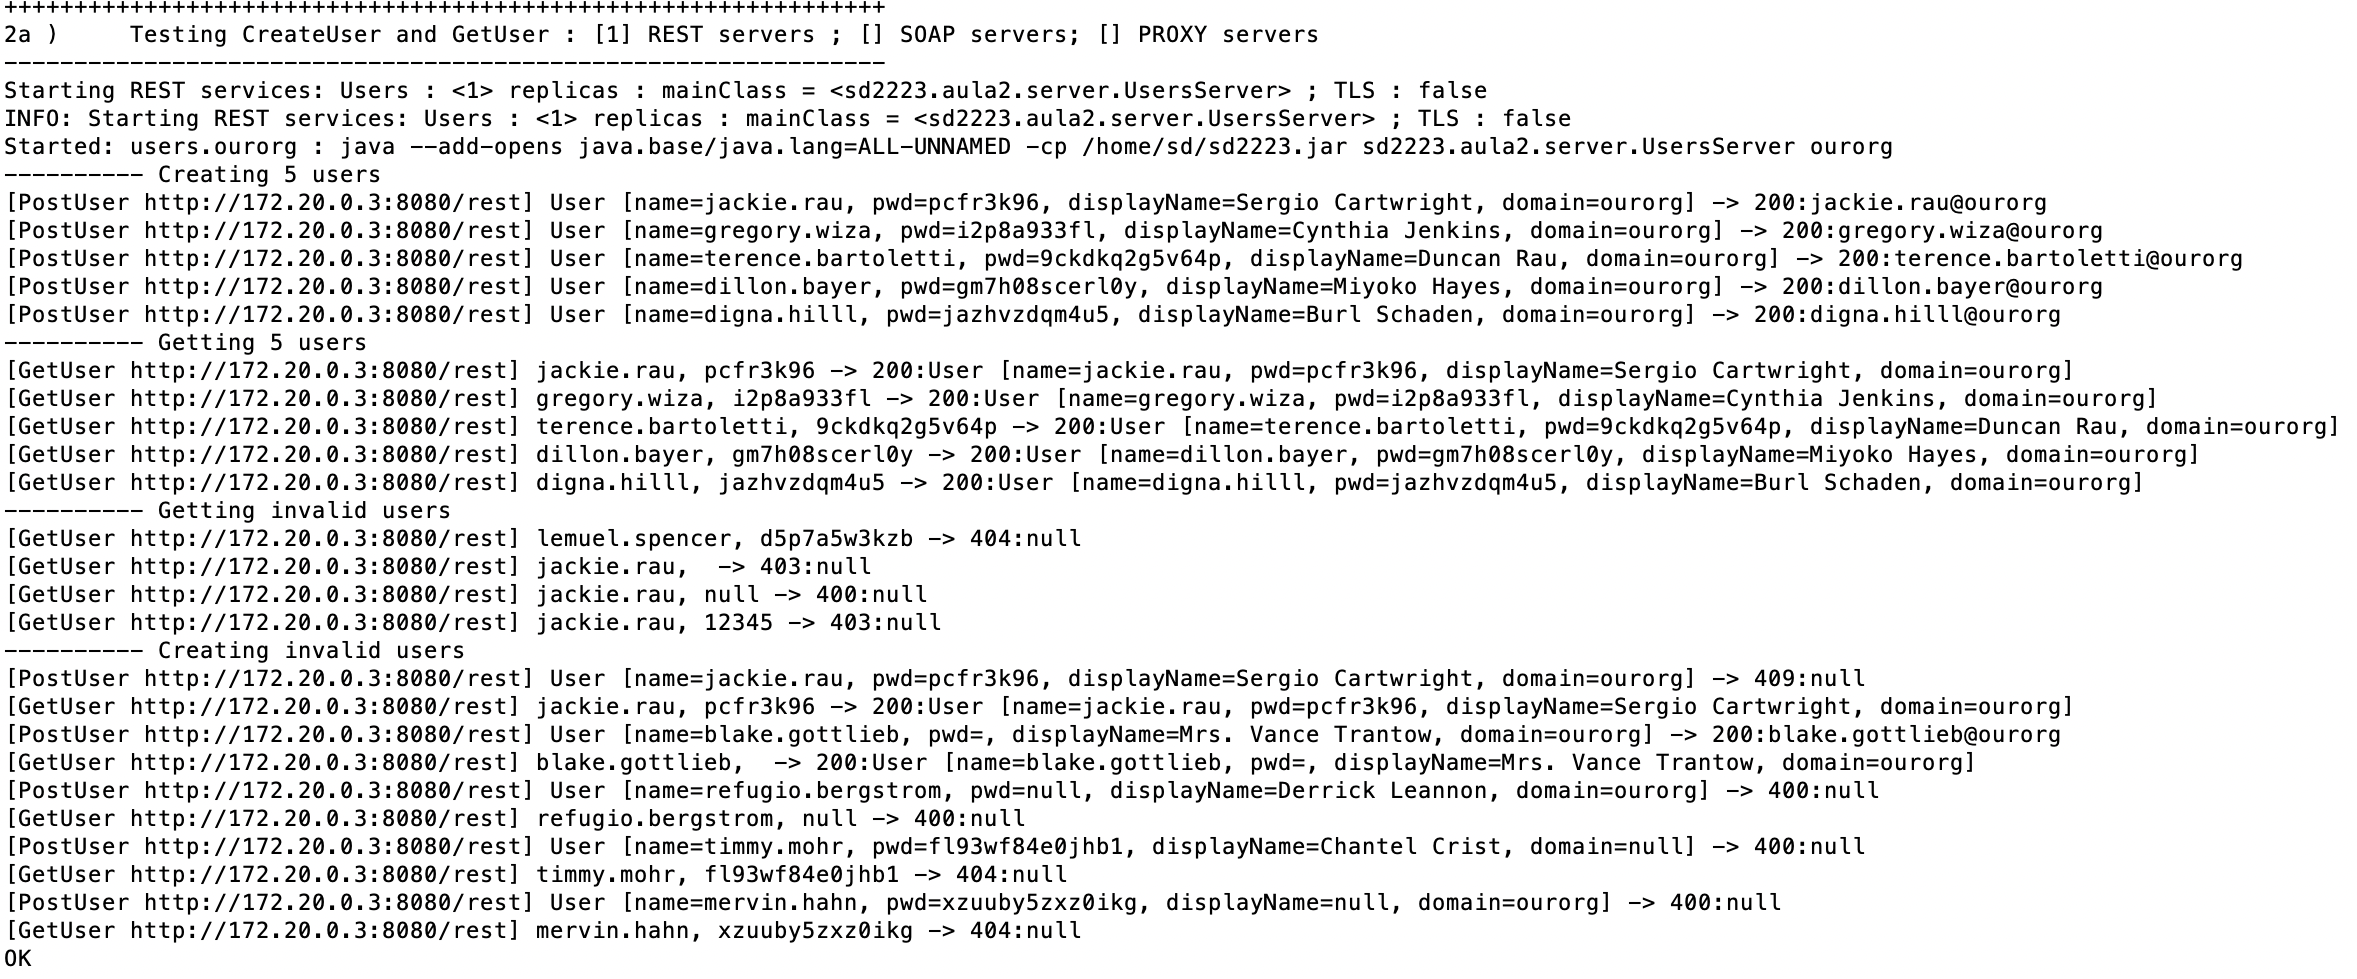 +++++++++++++++++++++++++++++++++++++++++++++++++++++++++++++++
2a )     Testing CreateUser and GetUser : [1] REST servers ; [] SOAP servers; [] PROXY servers
---------------------------------------------------------------
Starting REST services: Users : <1> replicas : mainClass = <sd2223.aula2.server.UsersServer> ; TLS : false
INFO: Starting REST services: Users : <1> replicas : mainClass = <sd2223.aula2.server.UsersServer> ; TLS : false
Started: users.ourorg : java --add-opens java.base/java.lang=ALL-UNNAMED -cp /home/sd/sd2223.jar sd2223.aula2.server.UsersServer ourorg
---------- Creating 5 users
[PostUser http://172.20.0.3:8080/rest] User [name=jackie.rau, pwd=pcfr3k96, displayName=Sergio Cartwright, domain=ourorg] -> 200:jackie.rau@ourorg
[PostUser http://172.20.0.3:8080/rest] User [name=gregory.wiza, pwd=i2p8a933fl, displayName=Cynthia Jenkins, domain=ourorg] -> 200:gregory.wiza@ourorg
[PostUser http://172.20.0.3:8080/rest] User [name=terence.bartoletti, pwd=9ckdkq2g5v64p, displayName=Duncan Rau, domain=ourorg] -> 200:terence.bartoletti@ourorg
[PostUser http://172.20.0.3:8080/rest] User [name=dillon.bayer, pwd=gm7h08scerl0y, displayName=Miyoko Hayes, domain=ourorg] -> 200:dillon.bayer@ourorg
[PostUser http://172.20.0.3:8080/rest] User [name=digna.hilll, pwd=jazhvzdqm4u5, displayName=Burl Schaden, domain=ourorg] -> 200:digna.hilll@ourorg
---------- Getting 5 users
[GetUser http://172.20.0.3:8080/rest] jackie.rau, pcfr3k96 -> 200:User [name=jackie.rau, pwd=pcfr3k96, displayName=Sergio Cartwright, domain=ourorg]
[GetUser http://172.20.0.3:8080/rest] gregory.wiza, i2p8a933fl -> 200:User [name=gregory.wiza, pwd=i2p8a933fl, displayName=Cynthia Jenkins, domain=ourorg]
[GetUser http://172.20.0.3:8080/rest] terence.bartoletti, 9ckdkq2g5v64p -> 200:User [name=terence.bartoletti, pwd=9ckdkq2g5v64p, displayName=Duncan Rau, domain=ourorg]
[GetUser http://172.20.0.3:8080/rest] dillon.bayer, gm7h08scerl0y -> 200:User [name=dillon.bayer, pwd=gm7h08scerl0y, displayName=Miyoko Hayes, domain=ourorg]
[GetUser http://172.20.0.3:8080/rest] digna.hilll, jazhvzdqm4u5 -> 200:User [name=digna.hilll, pwd=jazhvzdqm4u5, displayName=Burl Schaden, domain=ourorg]
---------- Getting invalid users
[GetUser http://172.20.0.3:8080/rest] lemuel.spencer, d5p7a5w3kzb -> 404:null
[GetUser http://172.20.0.3:8080/rest] jackie.rau,  -> 403:null
[GetUser http://172.20.0.3:8080/rest] jackie.rau, null -> 400:null
[GetUser http://172.20.0.3:8080/rest] jackie.rau, 12345 -> 403:null
---------- Creating invalid users
[PostUser http://172.20.0.3:8080/rest] User [name=jackie.rau, pwd=pcfr3k96, displayName=Sergio Cartwright, domain=ourorg] -> 409:null
[GetUser http://172.20.0.3:8080/rest] jackie.rau, pcfr3k96 -> 200:User [name=jackie.rau, pwd=pcfr3k96, displayName=Sergio Cartwright, domain=ourorg]
[PostUser http://172.20.0.3:8080/rest] User [name=blake.gottlieb, pwd=, displayName=Mrs. Vance Trantow, domain=ourorg] -> 200:blake.gottlieb@ourorg
[GetUser http://172.20.0.3:8080/rest] blake.gottlieb,  -> 200:User [name=blake.gottlieb, pwd=, displayName=Mrs. Vance Trantow, domain=ourorg]
[PostUser http://172.20.0.3:8080/rest] User [name=refugio.bergstrom, pwd=null, displayName=Derrick Leannon, domain=ourorg] -> 400:null
[GetUser http://172.20.0.3:8080/rest] refugio.bergstrom, null -> 400:null
[PostUser http://172.20.0.3:8080/rest] User [name=timmy.mohr, pwd=fl93wf84e0jhb1, displayName=Chantel Crist, domain=null] -> 400:null
[GetUser http://172.20.0.3:8080/rest] timmy.mohr, fl93wf84e0jhb1 -> 404:null
[PostUser http://172.20.0.3:8080/rest] User [name=mervin.hahn, pwd=xzuuby5zxz0ikg, displayName=null, domain=ourorg] -> 400:null
[GetUser http://172.20.0.3:8080/rest] mervin.hahn, xzuuby5zxz0ikg -> 404:null
OK